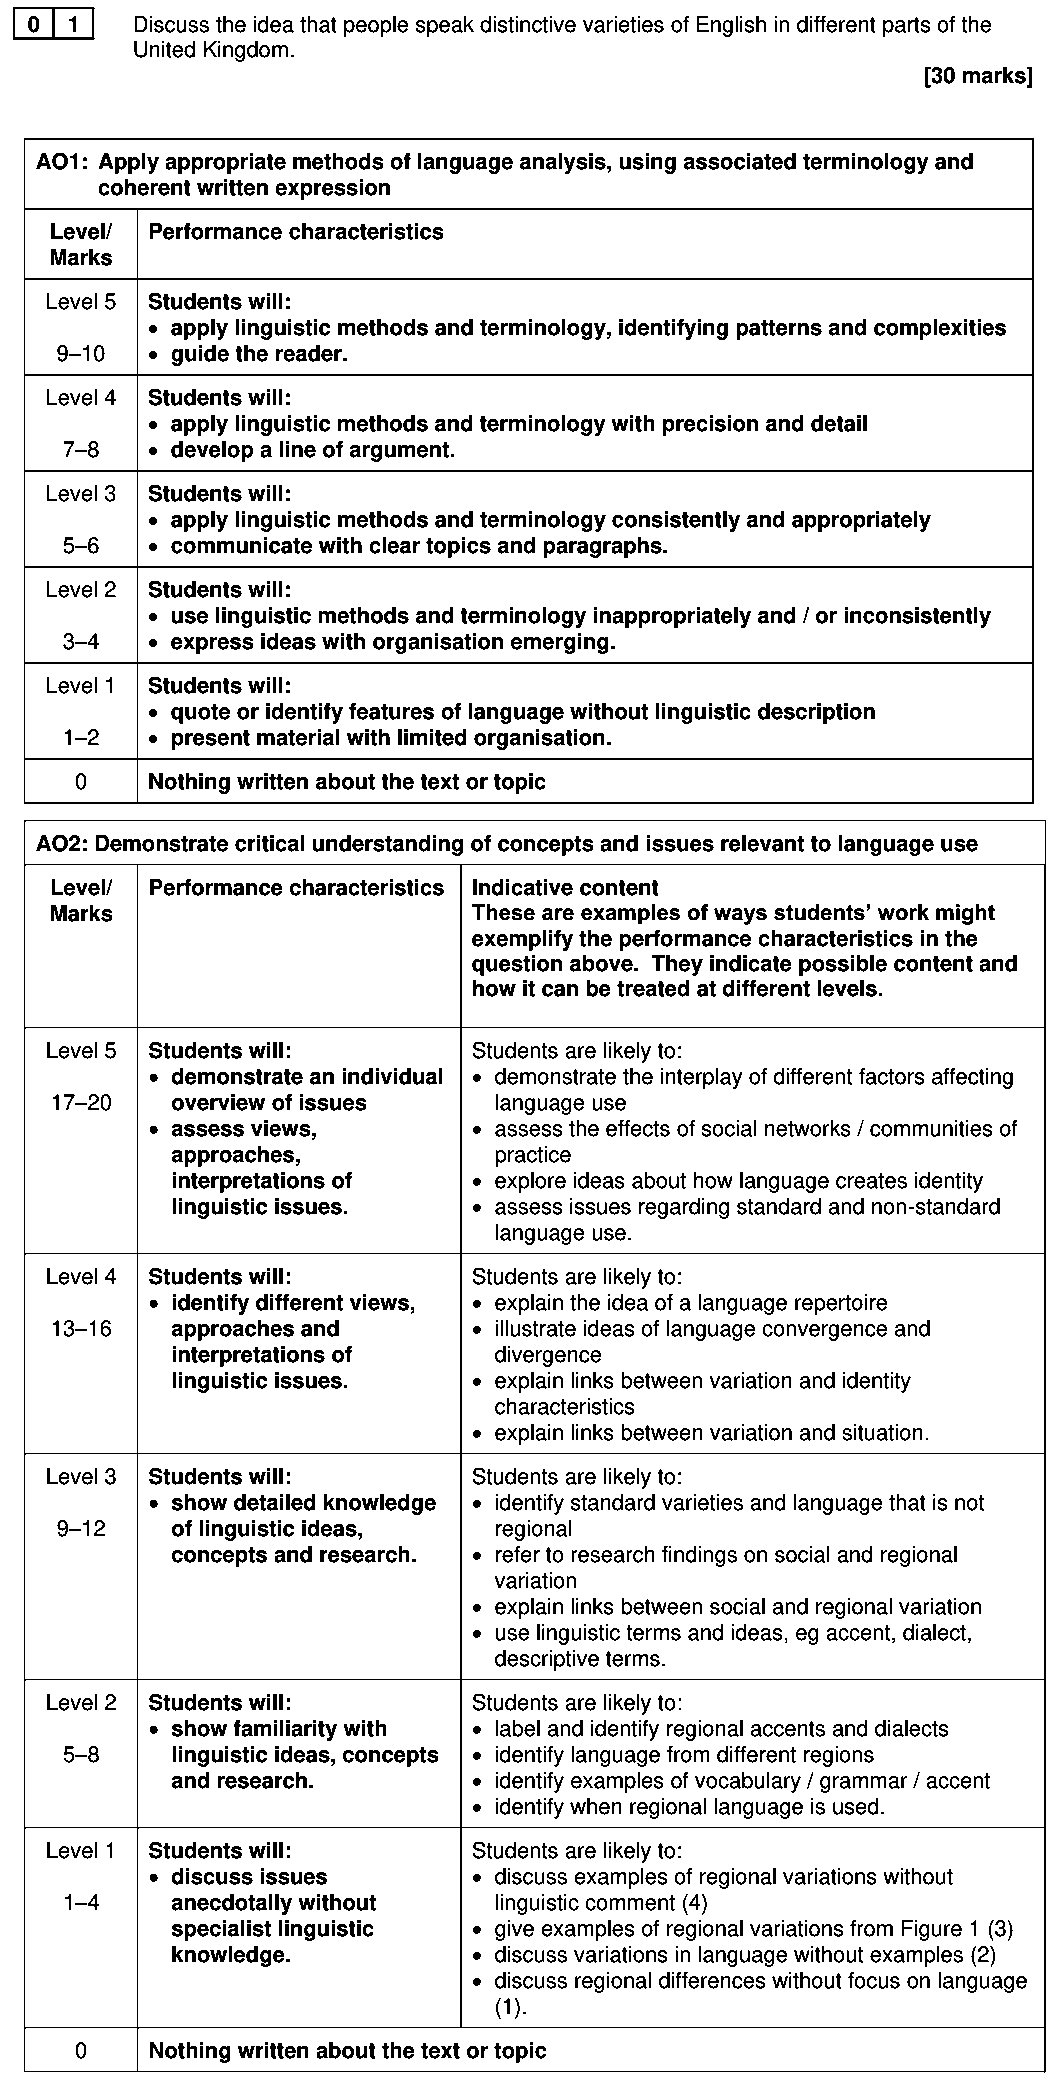 0 1 Discuss the idea that people speak distinctive varieties of English in different parts of the
United Kingdom.
[30 marks]
AO1: Apply appropriate methods of language analysis, using associated terminology and
coherent written expression
Level/
Marks
Performance characteristics
Level 5
9–10
Students will:
• apply linguistic methods and terminology, identifying patterns and complexities
• guide the reader.
Level 4
7–8
Students will:
• apply linguistic methods and terminology with precision and detail
• develop a line of argument.
Level 3
5–6
Students will:
• apply linguistic methods and terminology consistently and appropriately
• communicate with clear topics and paragraphs.
Level 2
3–4
Students will:
• use linguistic methods and terminology inappropriately and / or inconsistently
• express ideas with organisation emerging.
Level 1
1–2
Students will:
• quote or identify features of language without linguistic description
• present material with limited organisation.
0
Nothing written about the text or topic
AO2: Demonstrate critical understanding of concepts and issues relevant to language use
Level/
Marks
Performance characteristics
Indicative content
These are examples of ways students' work might
exemplify the performance characteristics in the
question above. They indicate possible content and
how it can be treated at different levels.
Level 5
17–20
Students will:
• demonstrate an individual
overview of issues
• assess views,
approaches,
interpretations of
linguistic issues.
Students are likely to:
• demonstrate the interplay of different factors affecting
language use
• assess the effects of social networks / communities of
practice
• explore ideas about how language creates identity
• assess issues regarding standard and non-standard
language use.
Level 4
13–16
Students will:
• identify different views,
approaches and
interpretations of
linguistic issues.
Students are likely to:
• explain the idea of a language repertoire
• illustrate ideas of language convergence and
divergence
• explain links between variation and identity
characteristics
• explain links between variation and situation.
Level 3
9–12
Students will:
• show detailed knowledge
of linguistic ideas,
concepts and research.
Students are likely to:
• identify standard varieties and language that is not
regional
• refer to research findings on social and regional
variation
• explain links between social and regional variation
• use linguistic terms and ideas, eg accent, dialect,
descriptive terms.
Level 2
5–8
Students will:
• show familiarity with
linguistic ideas, concepts
and research.
Students are likely to:
• label and identify regional accents and dialects
• identify language from different regions
• identify examples of vocabulary / grammar / accent
• identify when regional language is used.
Level 1
1–4
Students will:
• discuss issues
anecdotally without
specialist linguistic
knowledge.
Students are likely to:
• discuss examples of regional variations without
linguistic comment (4)
• give examples of regional variations from Figure 1 (3)
• discuss variations in language without examples (2)
• discuss regional differences without focus on language
(1).
0
Nothing written about the text or topic